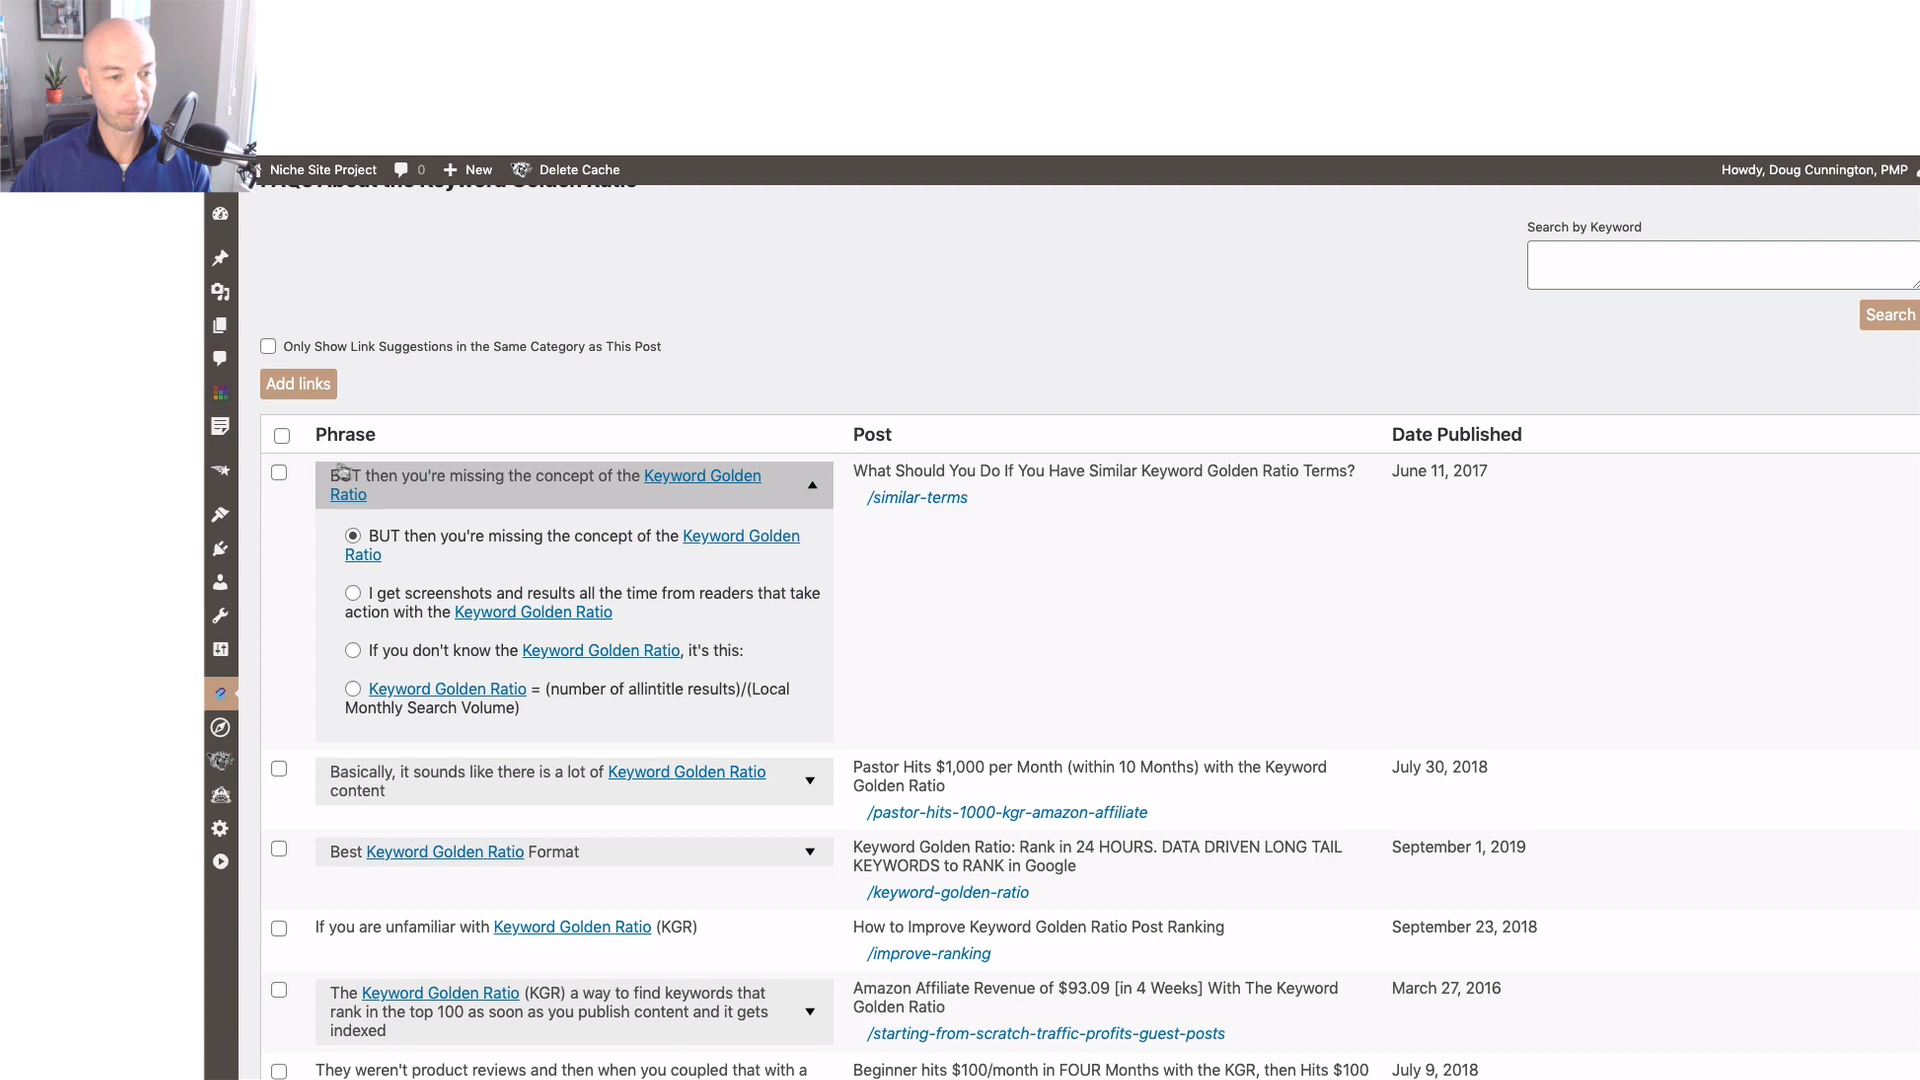 Niche Site Project 0 New Delete Cache
Howdy, Doug Cunnington, PMP
FAQs About the Keyword Golden Ratio
Search by Keyword
Search
Only Show Link Suggestions in the Same Category as This Post
Add links
Phrase Post Date Published
BUT then you're missing the concept of the Keyword Golden
Ratio
What Should You Do If You Have Similar Keyword Golden Ratio Terms?
/similar-terms
June 11, 2017
BUT then you're missing the concept of the Keyword Golden
Ratio
I get screenshots and results all the time from readers that take
action with the Keyword Golden Ratio
If you don't know the Keyword Golden Ratio, it's this:
Keyword Golden Ratio = (number of allintitle results)/(Local
Monthly Search Volume)
Basically, it sounds like there is a lot of Keyword Golden Ratio
content
Pastor Hits $1,000 per Month (within 10 Months) with the Keyword
Golden Ratio
/pastor-hits-1000-kgr-amazon-affiliate
July 30, 2018
Best Keyword Golden Ratio Format
Keyword Golden Ratio: Rank in 24 HOURS. DATA DRIVEN LONG TAIL
KEYWORDS to RANK in Google
/keyword-golden-ratio
September 1, 2019
If you are unfamiliar with Keyword Golden Ratio (KGR)
How to Improve Keyword Golden Ratio Post Ranking
/improve-ranking
September 23, 2018
The Keyword Golden Ratio (KGR) a way to find keywords that
rank in the top 100 as soon as you publish content and it gets
indexed
Amazon Affiliate Revenue of $93.09 [in 4 Weeks] With The Keyword
Golden Ratio
/starting-from-scratch-traffic-profits-guest-posts
March 27, 2016
They weren't product reviews and then when you coupled that with a
Beginner hits $100/month in FOUR Months with the KGR, then Hits $100
July 9, 2018